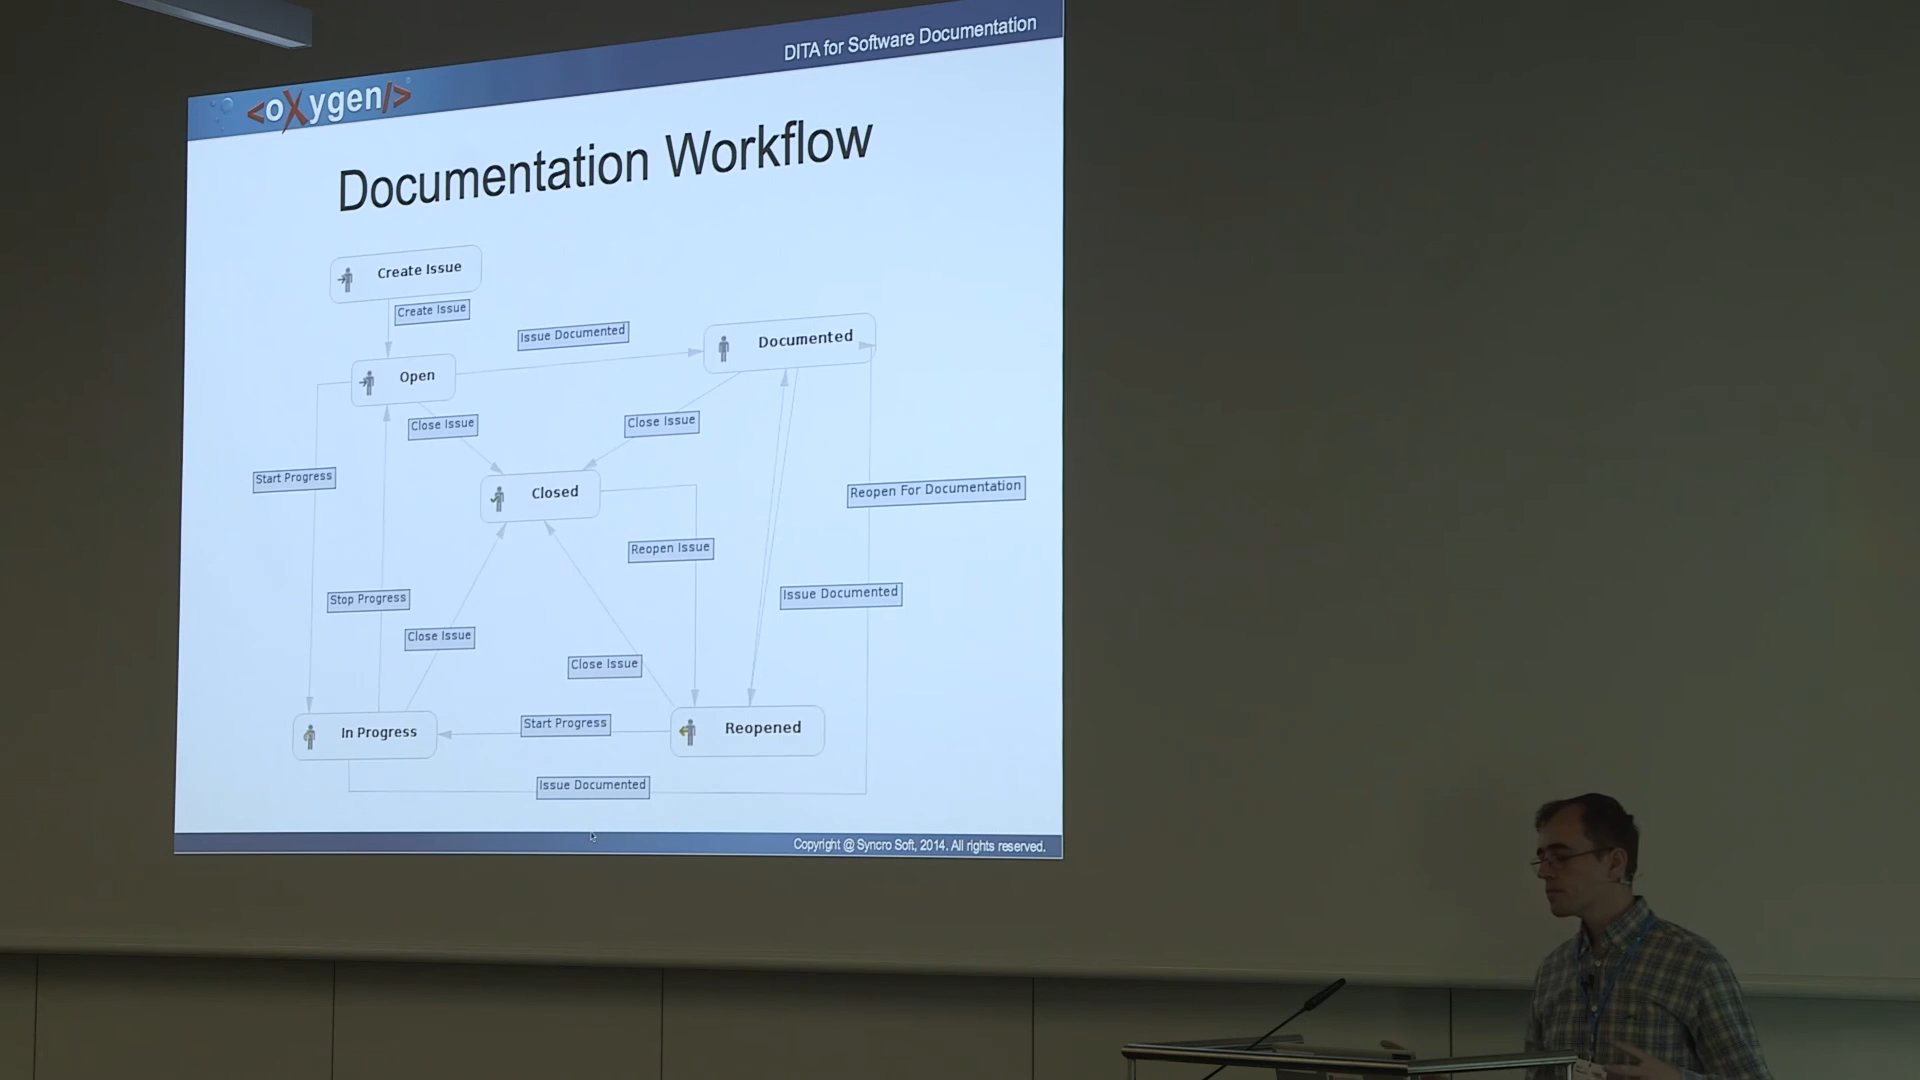 DITA for Software Documentation
<oXygen/>
Documentation Workflow
Create Issue
Create Issue
Issue Documented
Documented
Open
Close Issue
Close Issue
Start Progress
Closed
Reopen For Documentation
Reopen Issue
Stop Progress
Issue Documented
Close Issue
Close Issue
In Progress
Start Progress
Reopened
Issue Documented
Copyright @ Syncro Soft, 2014. All rights reserved.